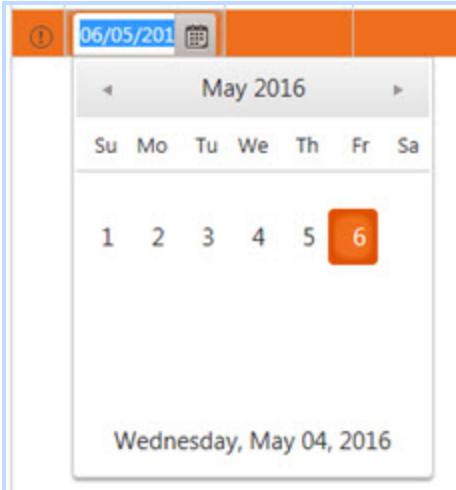 06/05/201
May 2016
Su Mo Tu We Th Fr Sa
1 2 3 4 5 6
Wednesday, May 04, 2016